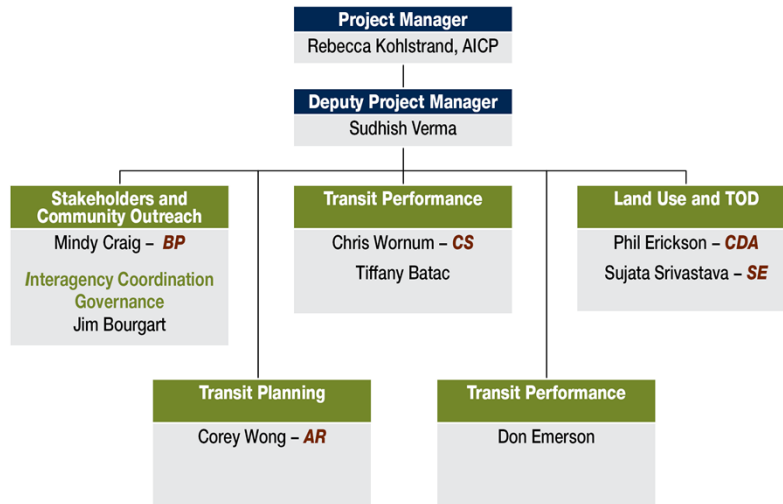 Project Manager
Rebecca Kohlstrand, AICP
Deputy Project Manager
Sudhish Verma
Stakeholders and
Community Outreach
Mindy Craig – BP
Interagency Coordination
Governance
Jim Bourgart
Transit Performance
Chris Wornum – CS
Tiffany Batac
Land Use and TOD
Phil Erickson – CDA
Sujata Srivastava – SE
Transit Planning
Corey Wong – AR
Transit Performance
Don Emerson